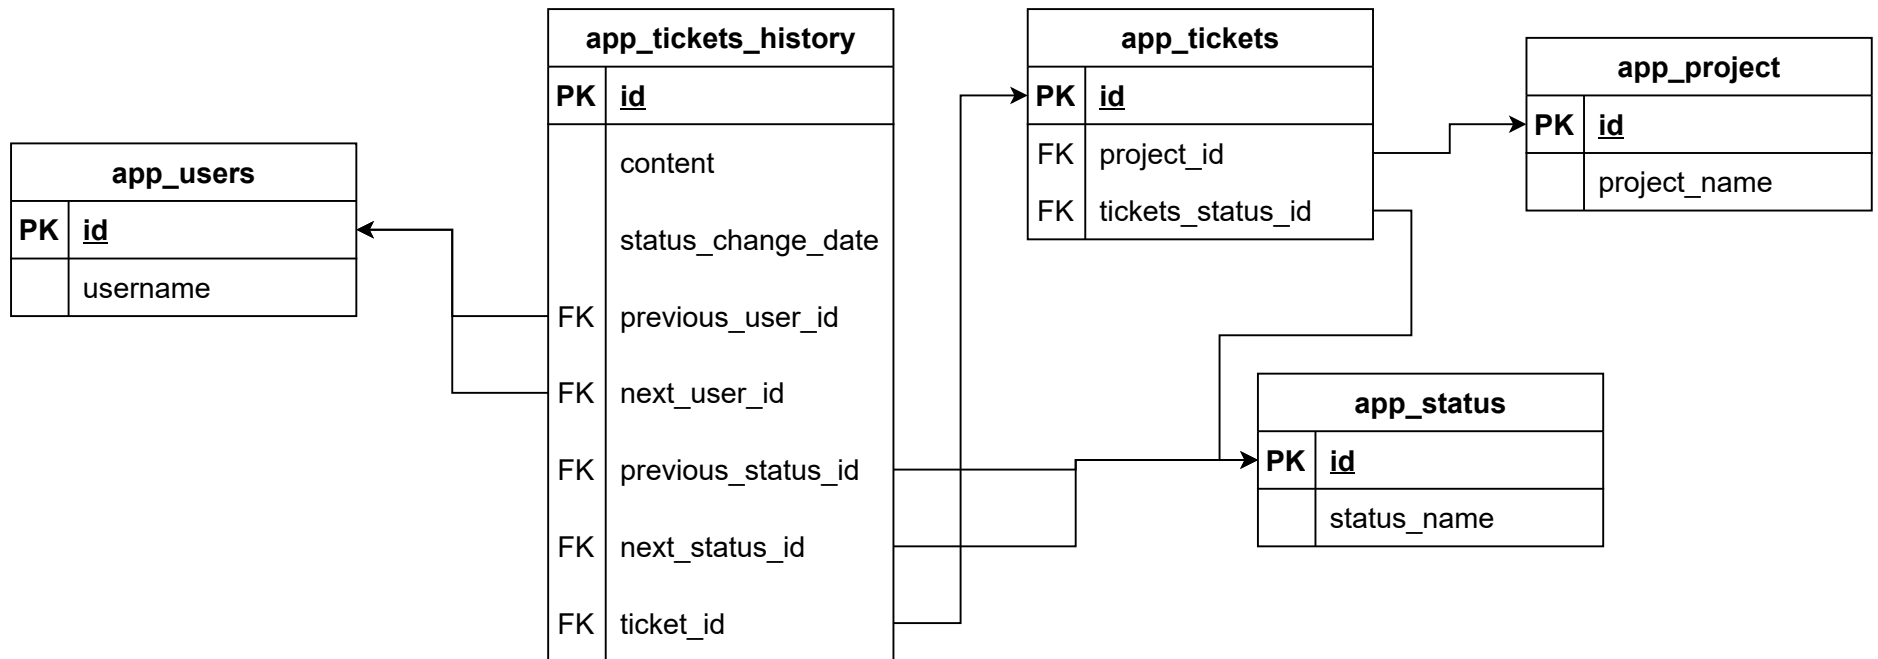 app_users
PK id
username
app_tickets_history
PK id
content
status_change_date
FK previous_user_id
FK next_user_id
FK previous_status_id
FK next_status_id
FK ticket_id
app_tickets
PK id
FK project_id
FK tickets_status_id
app_project
PK id
project_name
app_status
PK id
status_name